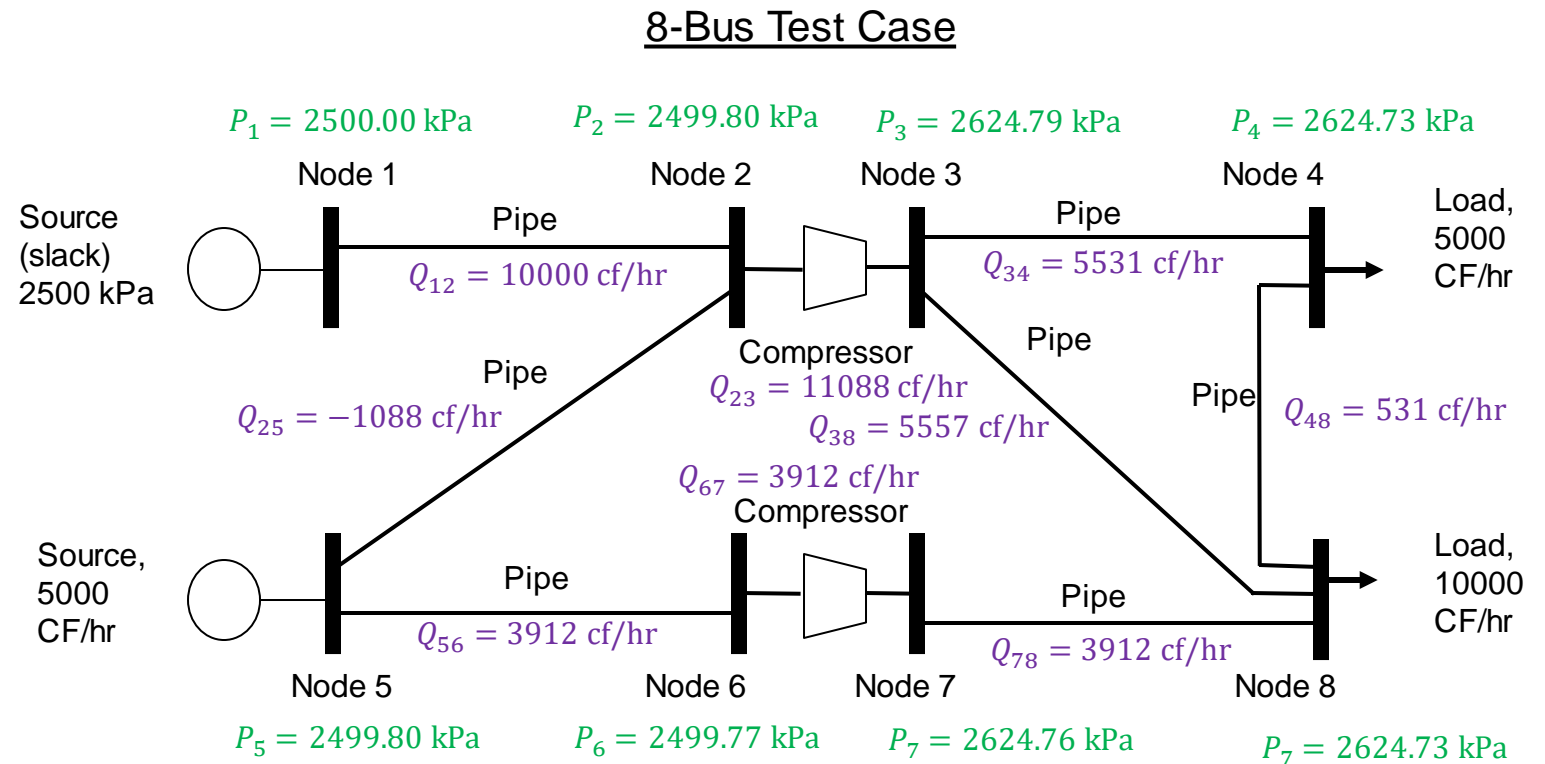 8-Bus Test Case
P₁ = 2500.00 kPa
P₂ = 2499.80 kPa
P₃ = 2624.79 kPa
P₄ = 2624.73 kPa
Node 1
Node 2
Node 3
Node 4
Source
(slack)
2500 kPa
Pipe
Q₁₂ = 10000 cf/hr
Pipe
Q₃₄ = 5531 cf/hr
Load,
5000
CF/hr
Pipe
Q₂₅ = −1088 cf/hr
Compressor
Q₂₃ = 11088 cf/hr
Pipe
Q₃₈ = 5557 cf/hr
Pipe
Q₄₈ = 531 cf/hr
Q₆₇ = 3912 cf/hr
Compressor
Source,
5000
CF/hr
Pipe
Q₅₆ = 3912 cf/hr
Pipe
Q₇₈ = 3912 cf/hr
Load,
10000
CF/hr
Node 5
Node 6
Node 7
Node 8
P₅ = 2499.80 kPa
P₆ = 2499.77 kPa
P₇ = 2624.76 kPa
P₇ = 2624.73 kPa